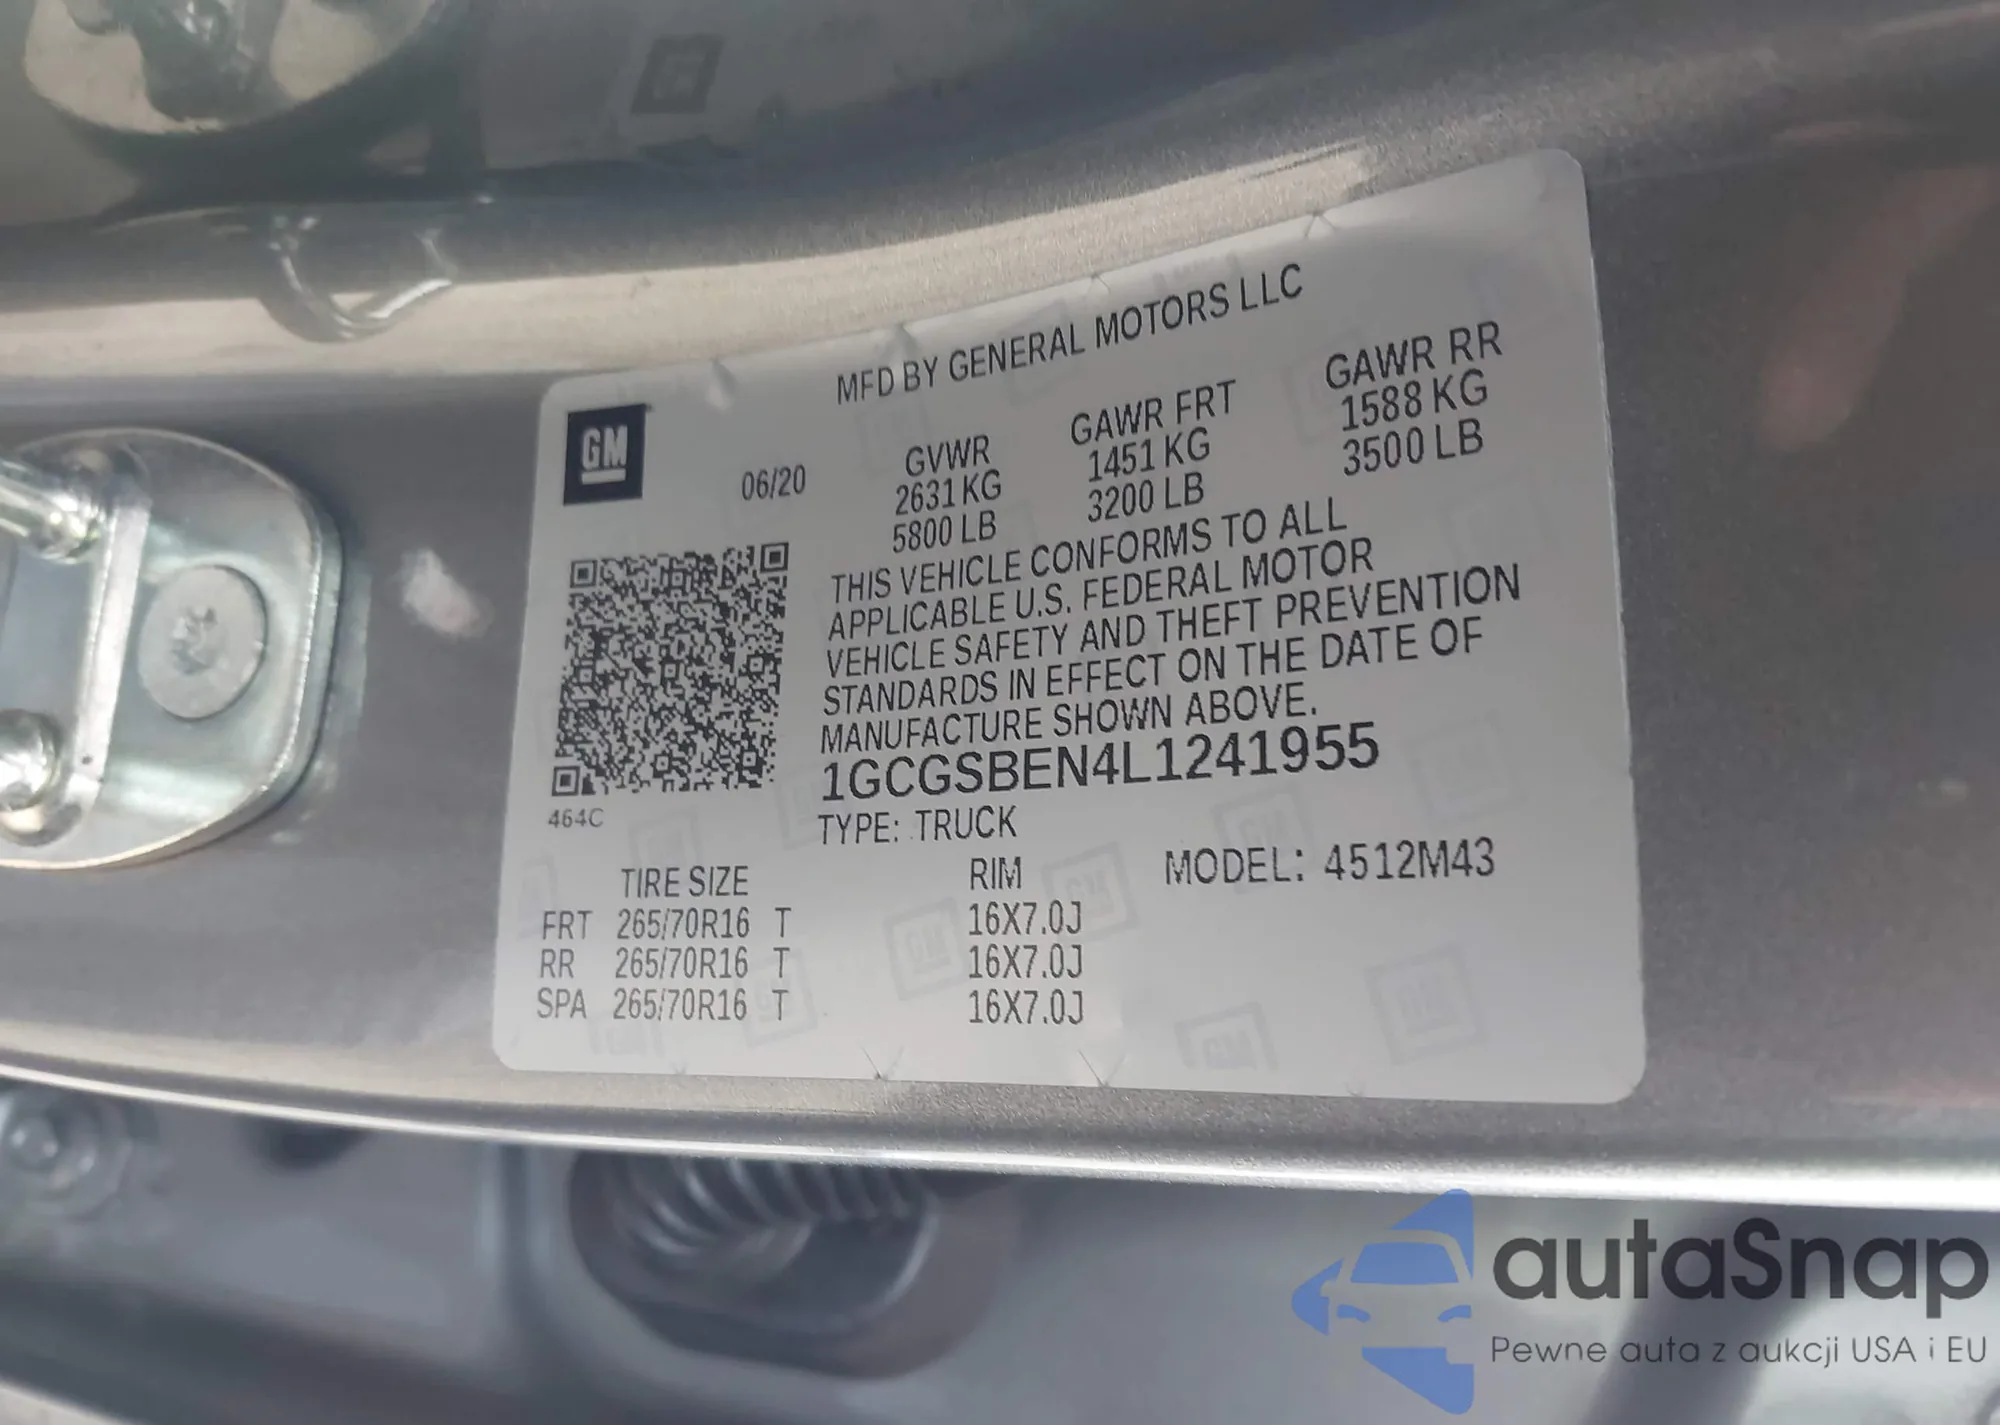 MFD BY GENERAL MOTORS LLC
GM
06/20
GVWR
2631 KG
5800 LB
GAWR FRT
1451 KG
3200 LB
GAWR RR
1588 KG
3500 LB
THIS VEHICLE CONFORMS TO ALL
APPLICABLE U.S. FEDERAL MOTOR
VEHICLE SAFETY AND THEFT PREVENTION
STANDARDS IN EFFECT ON THE DATE OF
MANUFACTURE SHOWN ABOVE.
1GCGSBEN4L1241955
464C
TYPE: TRUCK
MODEL: 4512M43
TIRE SIZE RIM
FRT 265/70R16 T 16X7.0J
RR 265/70R16 T 16X7.0J
SPA 265/70R16 T 16X7.0J
autaSnap
Pewne auta z aukcji USA i EU